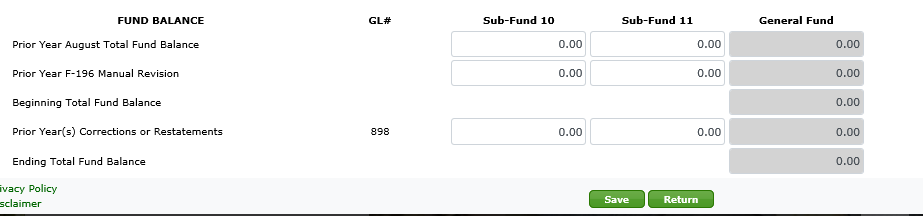 FUND BALANCE GL# Sub-Fund 10 Sub-Fund 11 General Fund
Prior Year August Total Fund Balance 0.00 0.00 0.00
Prior Year F-196 Manual Revision 0.00 0.00 0.00
Beginning Total Fund Balance 0.00
Prior Year(s) Corrections or Restatements 898 0.00 0.00 0.00
Ending Total Fund Balance 0.00
ivacy Policy
sclaimer
Save Return